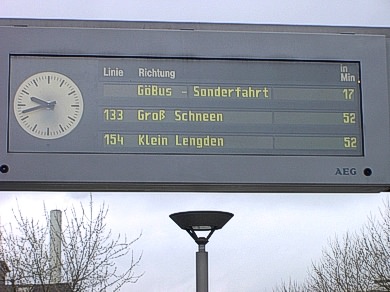 Linie Richtung in Min
GöBus - Sonderfahrt 17
133 Groß Schneen 52
154 Klein Lengden 52
AEG